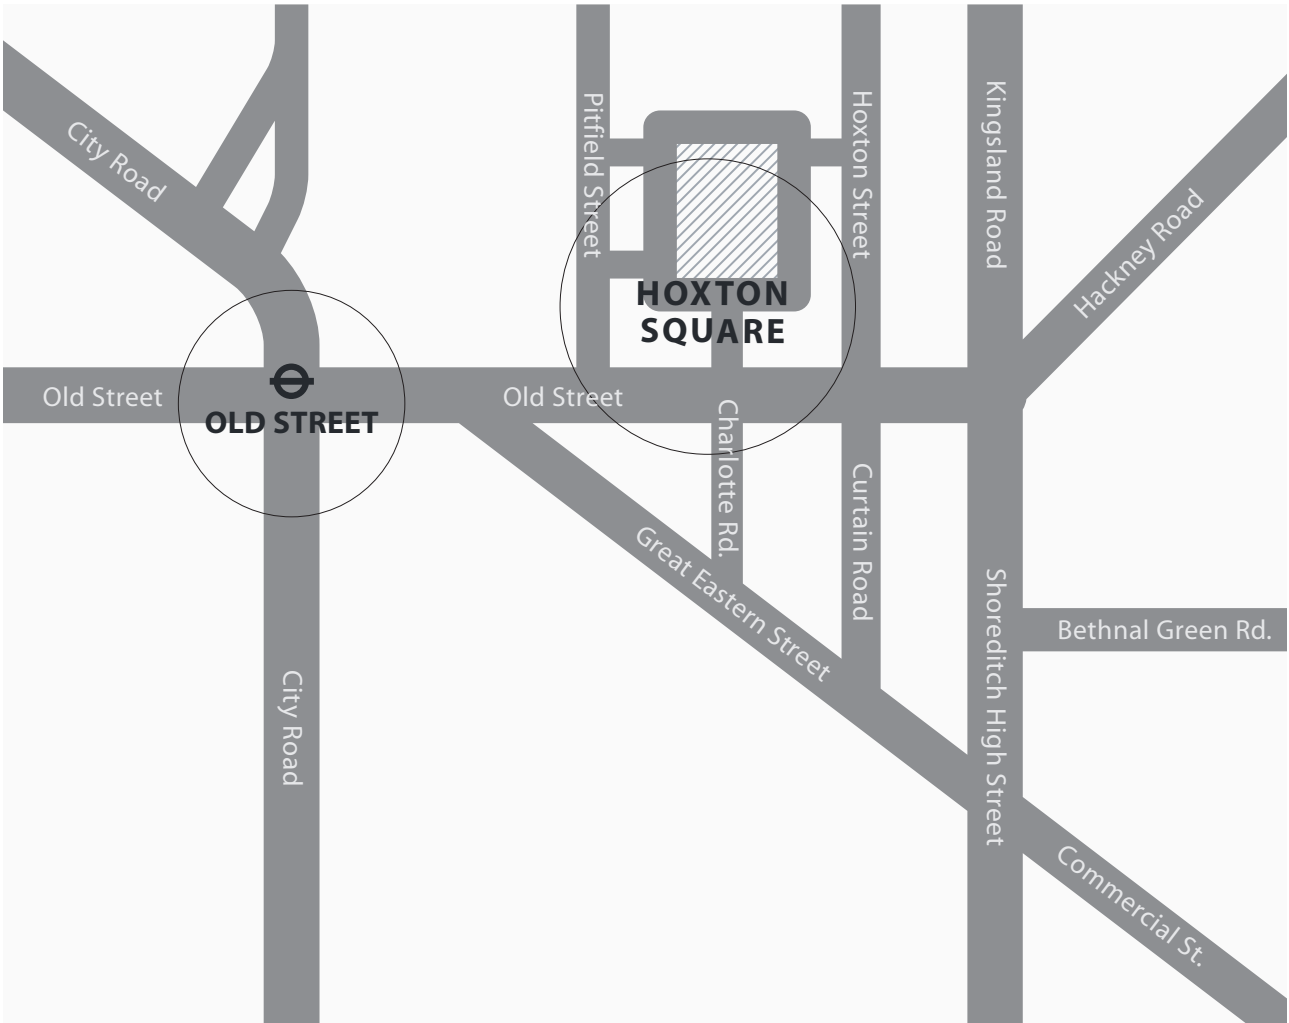 City Road
Pitfield Street
Hoxton Street
Kingsland Road
Hackney Road
HOXTON
SQUARE
Old Street
OLD STREET
Old Street
Charlotte Rd.
Curtain Road
Great Eastern Street
Shoreditch High Street
Bethnal Green Rd.
City Road
Commercial St.